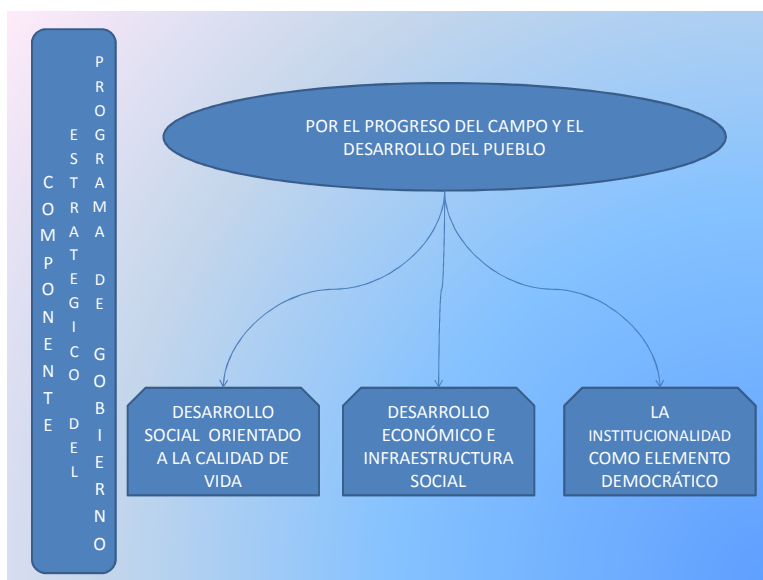 COMPONENTE
ESTRATEGICO DEL
PROGRAMA DE GOBIERNO
POR EL PROGRESO DEL CAMPO Y EL
DESARROLLO DEL PUEBLO
DESARROLLO
SOCIAL ORIENTADO
A LA CALIDAD DE
VIDA
DESARROLLO
ECONÓMICO E
INFRAESTRUCTURA
SOCIAL
LA
INSTITUCIONALIDAD
COMO ELEMENTO
DEMOCRÁTICO